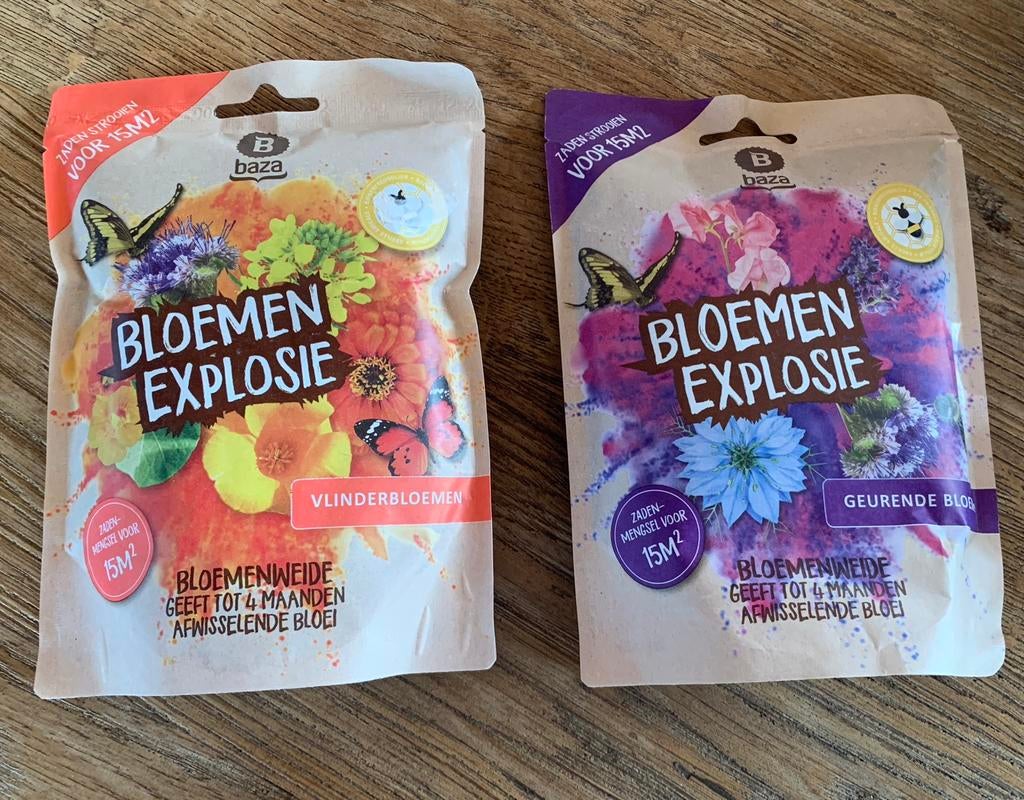 ZADEN STROOIEN
VOOR 15M2
B
baza
BLOEMEN
EXPLOSIE
VLINDERBLOEMEN
ZADEN-
MENGSEL VOOR
15M2
BLOEMENWEIDE
GEEFT TOT 4 MAANDEN
AFWISSELENDE BLOEI
ZADEN STROOIEN
VOOR 15M2
B
baza
BLOEMEN
EXPLOSIE
GEURENDE BLOE
ZADEN-
MENGSEL VOOR
15M2
BLOEMENWEIDE
GEEFT TOT 4 MAANDEN
AFWISSELENDE BLOEI